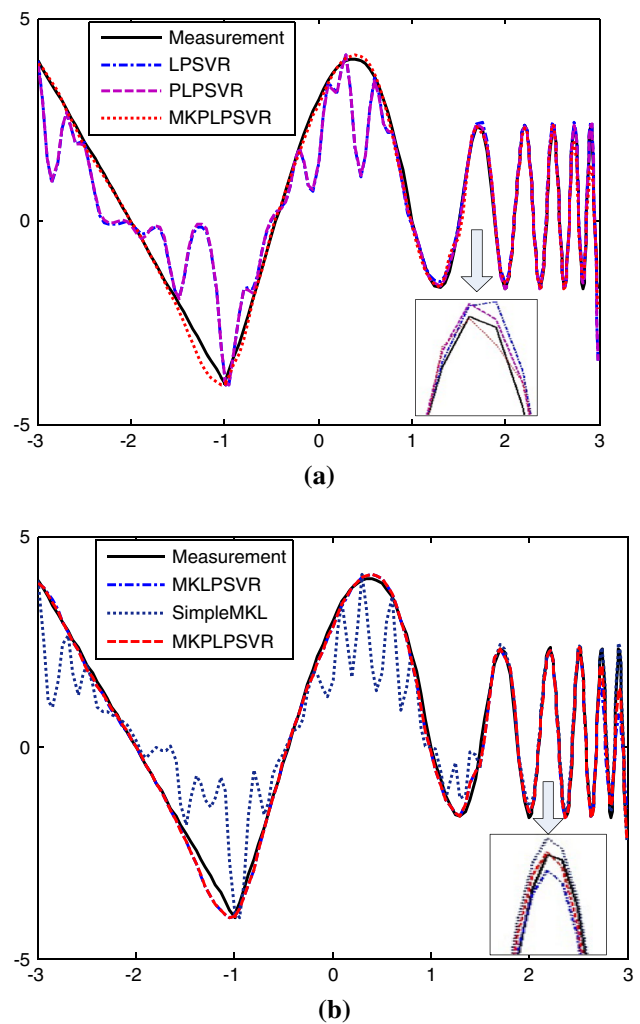 5
Measurement
LPSVR
PLPSVR
MKPLPSVR
0
-5
-3 -2 -1 0 1 2 3
(a)
5
Measurement
MKLPSVR
SimpleMKL
MKPLPSVR
0
-5
-3 -2 -1 0 1 2 3
(b)